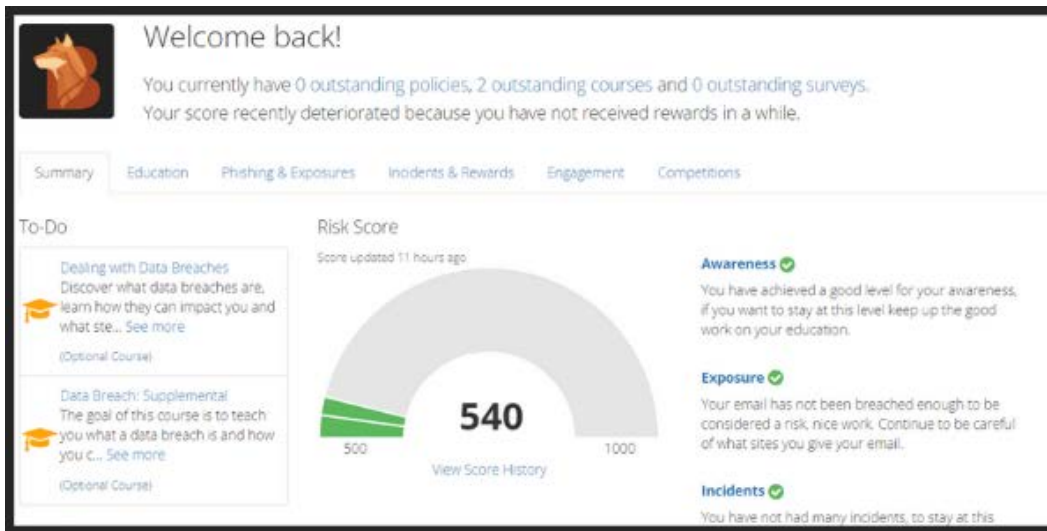 Welcome back!
You currently have 0 outstanding policies, 2 outstanding courses and 0 outstanding surveys.
Your score recently deteriorated because you have not received rewards in a while.
Summary Education Phishing & Exposures Incidents & Rewards Engagement Competitions
To-Do
Dealing with Data Breaches
Discover what data breaches are,
learn how they can impact you and
what ste... See more
(Optional Course)
Data Breach: Supplemental
The goal of this course is to teach
you what a data breach is and how
you c... See more
(Optional Course)
Risk Score
Score updated 11 hours ago
540
500
1000
View Score History
Awareness
You have achieved a good level for your awareness,
if you want to stay at this level keep up the good
work on your education.
Exposure
Your email has not been breached enough to be
considered a risk, nice work. Continue to be careful
of what sites you give your email.
Incidents
You have not had many incidents, to stay at this